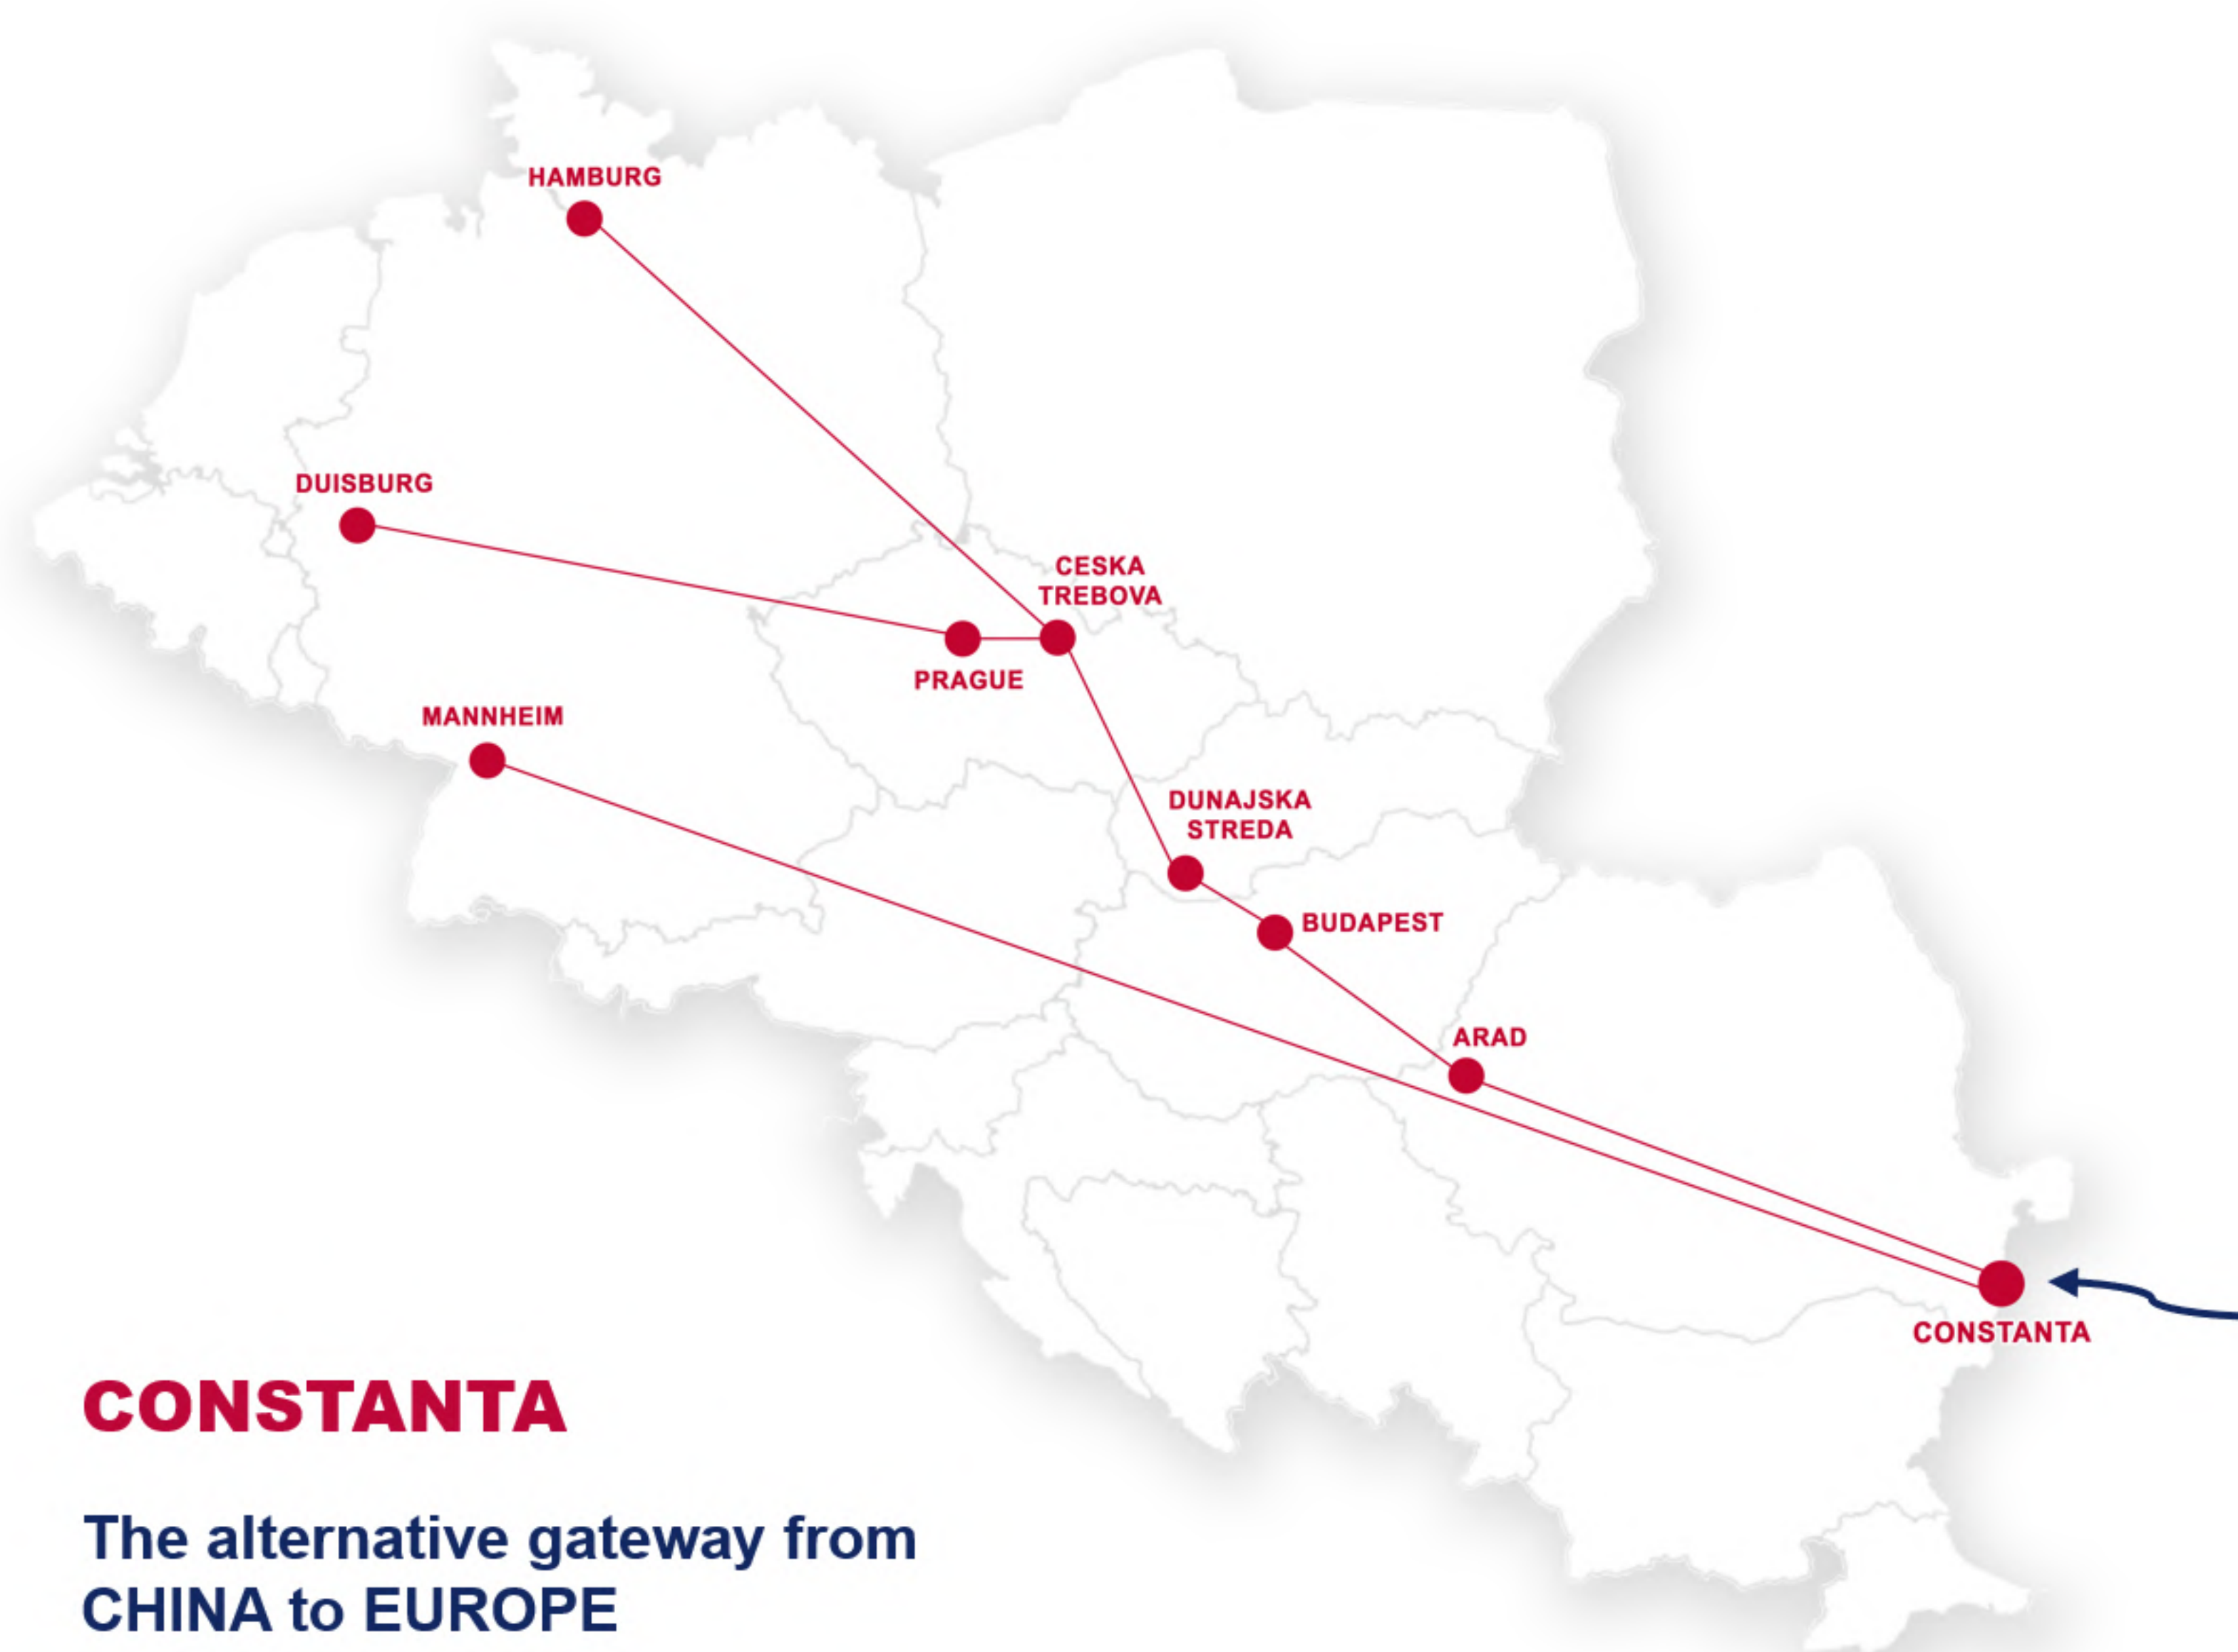 HAMBURG
DUISBURG
CESKA
TREBOVA
PRAGUE
MANNHEIM
DUNAJSKA
STREDA
BUDAPEST
ARAD
CONSTANTA
CONSTANTA
The alternative gateway from
CHINA to EUROPE